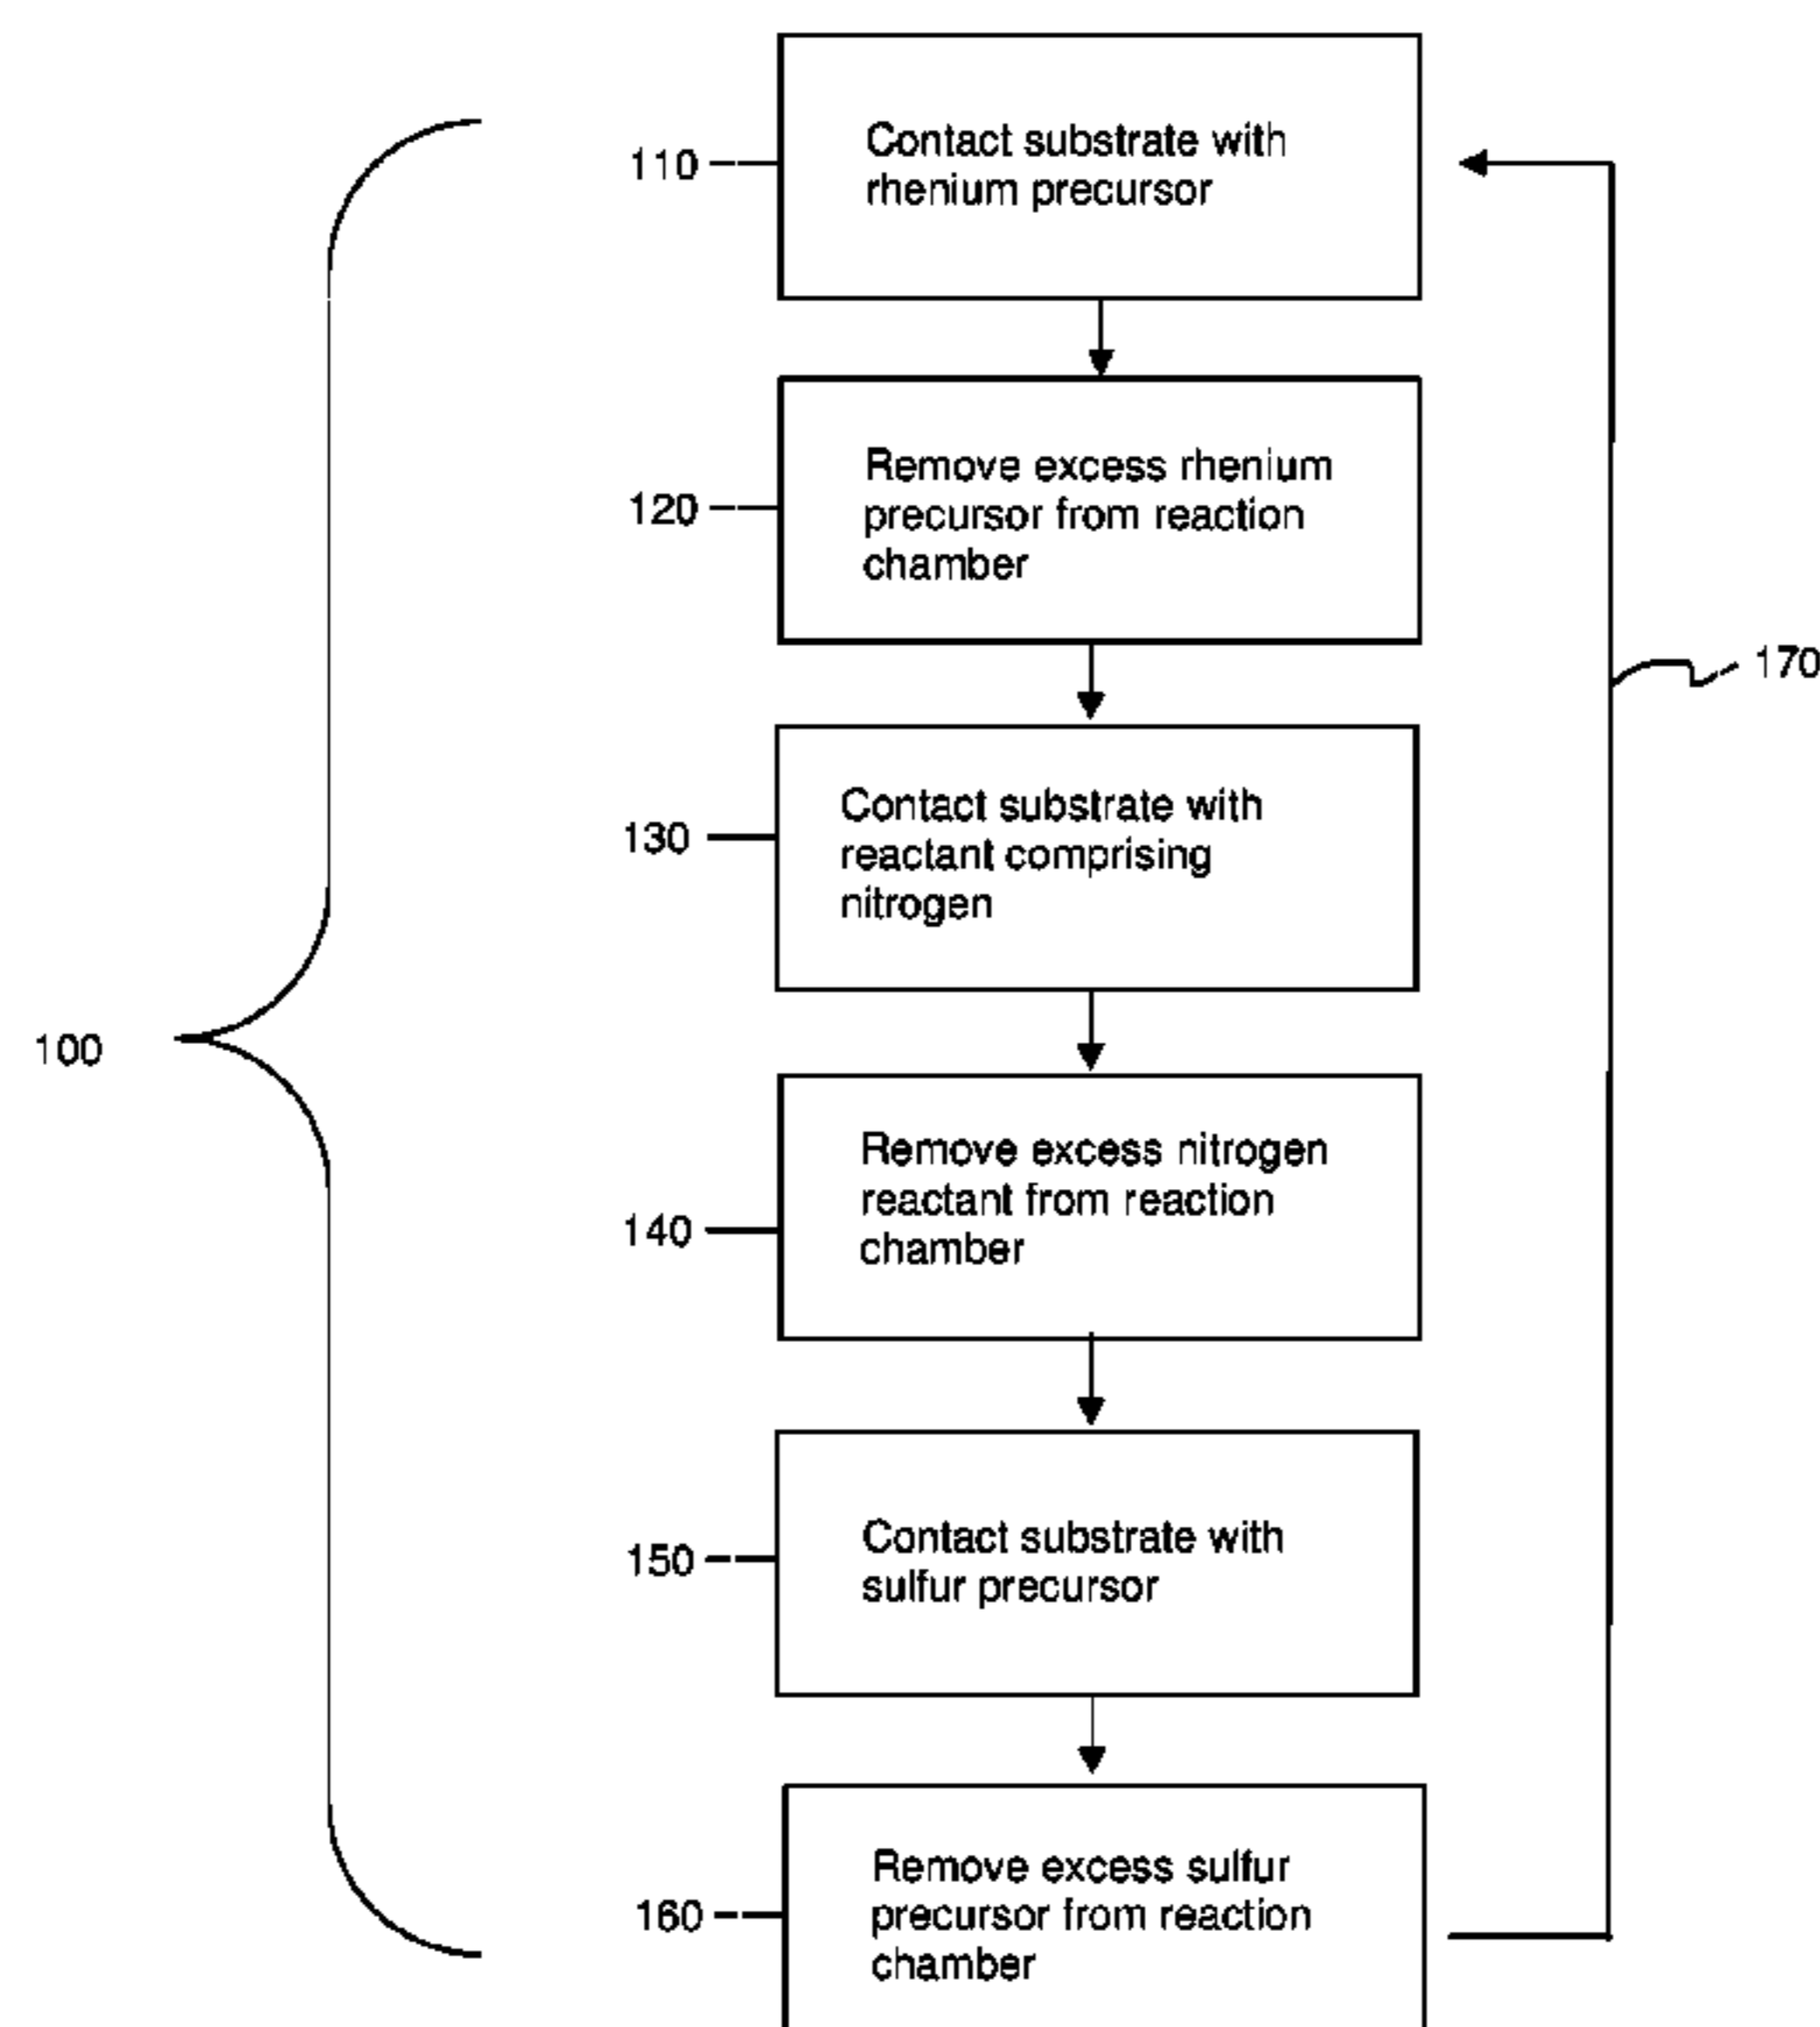 110
Contact substrate with
rhenium precursor
120
Remove excess rhenium
precursor from reaction
chamber
170
130
Contact substrate with
reactant comprising
nitrogen
100
140
Remove excess nitrogen
reactant from reaction
chamber
150
Contact substrate with
sulfur precursor
160
Remove excess sulfur
precursor from reaction
chamber